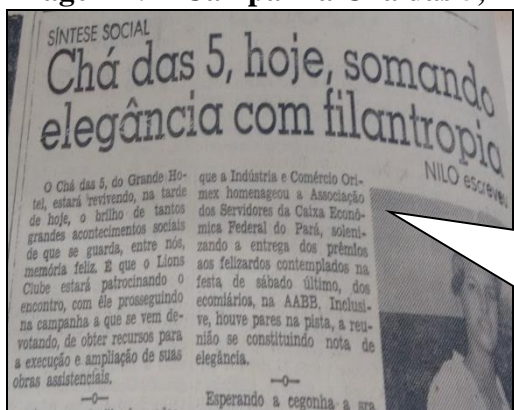 SÍNTESE SOCIAL
Chá das 5, hoje, somando
elegância com filantropia
NILO escreveu
O Chá das 5, do Grande Ho-
tel, estará revivendo, na tarde
de hoje, o brilho de tantos
grandes acontecimentos sociais
de que se guarda, entre nós,
memória feliz. E que o Lions
Clube estará patrocinando o
encontro, com êle prosseguindo
na campanha a que se vem de-
votando, de obter recursos para
a execução e ampliação de suas
obras assistenciais.
—o—
que a Indústria e Comércio Ori-
mex homenageou a Associação
dos Servidores da Caixa Econô-
mica Federal do Pará, soleni-
zando a entrega dos prêmios
aos felizardos contemplados na
festa de sábado último, dos
ecomiários, na AABB. Inclusi-
ve, houve pares na pista, a reu-
nião se constituindo nota de
elegância.
—o—
Esperando a cegonha a sra